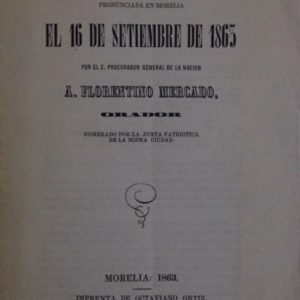 PRONUNCIADA EN MORELIA
EL 16 DE SETIEMBRE DE 1863
POR EL C. PROCURADOR GENERAL DE LA NACION
A. FLORENTINO MERCADO,
ORADOR
NOMBRADO POR LA JUNTA PATRIOTICA
DE LA MISMA CIUDAD.
MORELIA: 1863.
IMPRENTA DE OCTAVIANO ORTIZ.